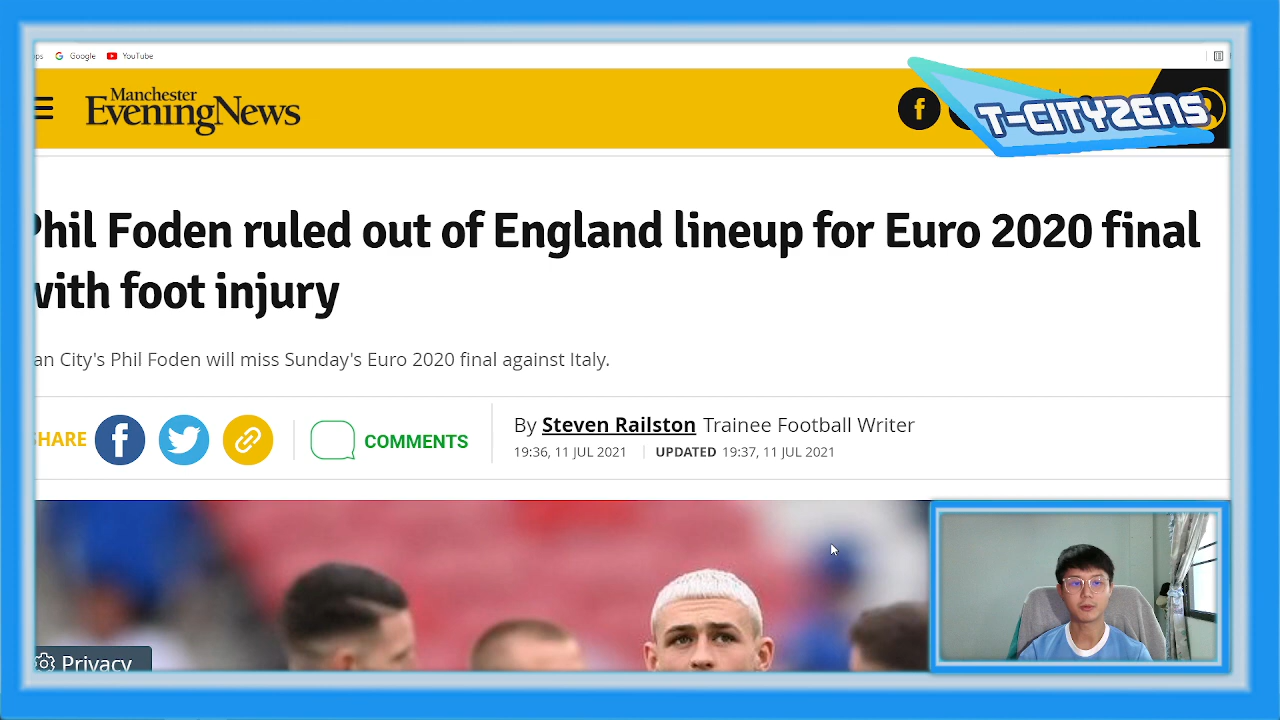 Google YouTube
Manchester
EveningNews
T-CITYZENS
Phil Foden ruled out of England lineup for Euro 2020 final
with foot injury
an City's Phil Foden will miss Sunday's Euro 2020 final against Italy.
SHARE
COMMENTS
By Steven Railston Trainee Football Writer
19:36, 11 JUL 2021 UPDATED 19:37, 11 JUL 2021
Privacy